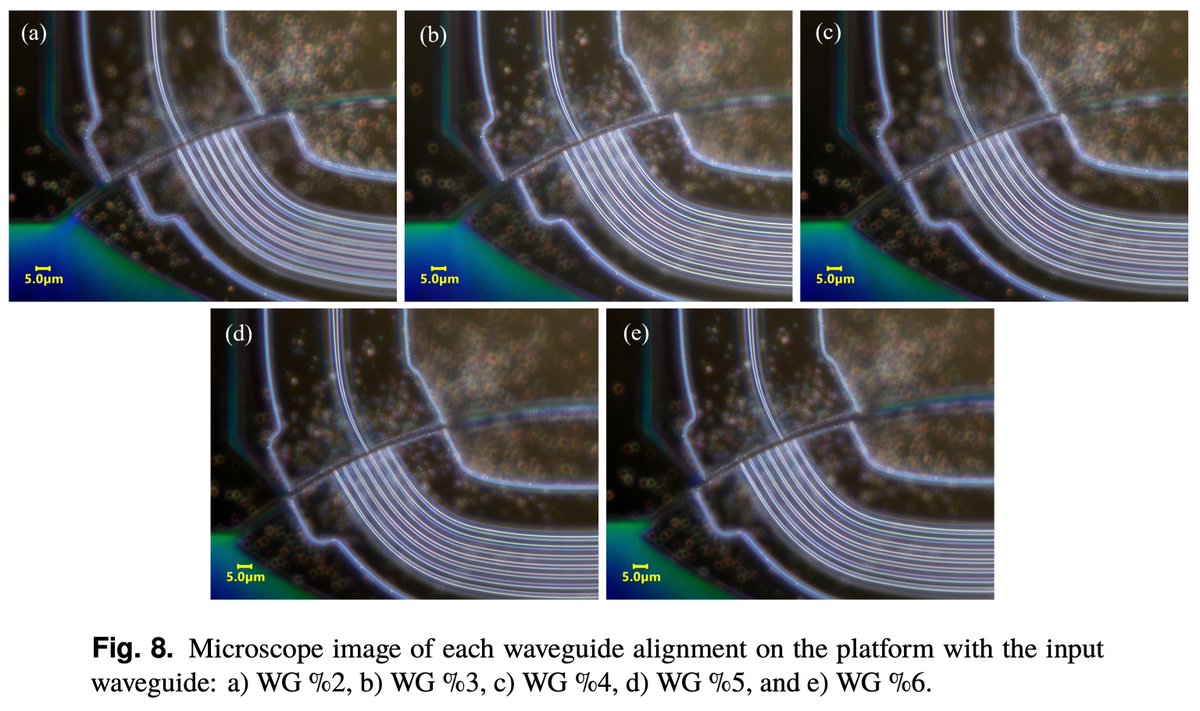 (a)
(b)
(c)
5.0μm
5.0μm
5.0μm
(d)
(e)
5.0μm
5.0μm
Fig. 8. Microscope image of each waveguide alignment on the platform with the input
waveguide: a) WG %2, b) WG %3, c) WG %4, d) WG %5, and e) WG %6.